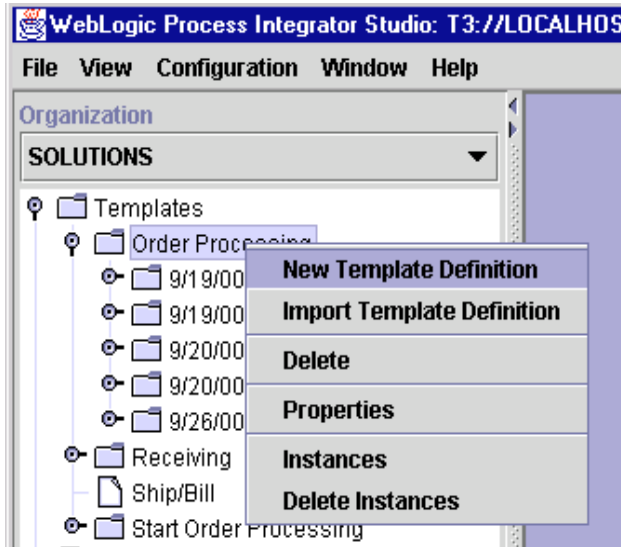 WebLogic Process Integrator Studio: T3://LOCALHOS
File View Configuration Window Help
Organization
SOLUTIONS
Templates
Order Processing
9/19/00
9/19/00
9/20/00
9/20/00
9/26/00
New Template Definition
Import Template Definition
Delete
Properties
Instances
Delete Instances
Receiving
Ship/Bill
Start Order Processing